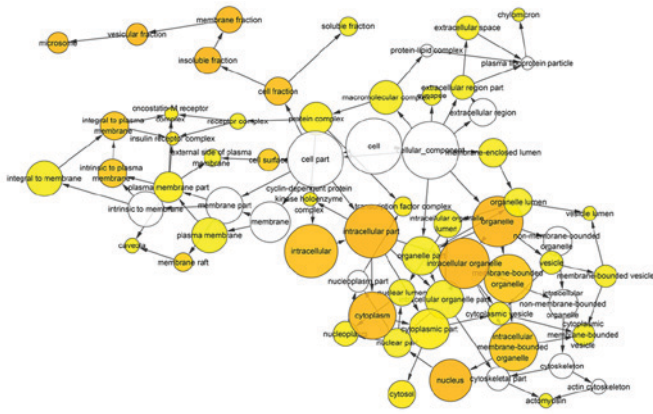 chylomicron
membrane fraction
soluble fraction
extracellular space
vesicular fraction
microsome
protein-lipid complex
insoluble fraction
plasma lipoprotein particle
cell fraction
extracellular region part
macromolecular complex
synapse
oncostatin-M receptor
complex
receptor complex
protein complex
extracellular region
integral to plasma
membrane
insulin receptor complex
cell
cellular_component
external side of plasma
membrane
cell surface
cell part
membrane-enclosed lumen
intrinsic to plasma
membrane
integral to membrane
plasma membrane part
cyclin-dependent protein
kinase holoenzyme
complex
organelle lumen
intrinsic to membrane
membrane part
transcription factor complex
vesicle lumen
membrane
intracellular part
intracellular organelle
lumen
organelle
non-membrane-bounded
organelle
plasma membrane
caveola
intracellular
organelle part
vesicle
membrane raft
intracellular organelle
nucleoplasm part
membrane-bounded
organelle
membrane-bounded vesicle
nuclear lumen
intracellular organelle part
intracellular
non-membrane-bounded
organelle
cytoplasm
cytoplasmic vesicle
nucleoplasm
cytoplasmic part
cytoplasmic
membrane-bounded
vesicle
nuclear part
intracellular
membrane-bounded
organelle
cytoskeleton
nucleus
cytoskeletal part
actin cytoskeleton
cytosol
actomyosin